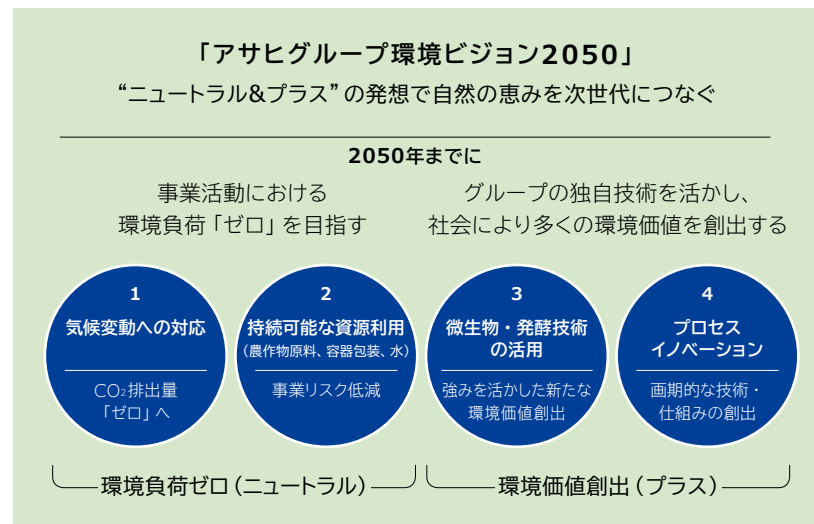 「アサヒグループ環境ビジョン2050」
“ニュートラル&プラス”の発想で自然の恵みを次世代につなぐ
2050年までに
事業活動における
環境負荷「ゼロ」を目指す
グループの独自技術を活かし、
社会により多くの環境価値を創出する
1
気候変動への対応
CO₂排出量
「ゼロ」へ
2
持続可能な資源利用
（農作物原料、容器包装、水）
事業リスク低減
3
微生物・発酵技術
の活用
強みを活かした新たな
環境価値創出
4
プロセス
イノベーション
画期的な技術・
仕組みの創出
環境負荷ゼロ（ニュートラル）
環境価値創出（プラス）